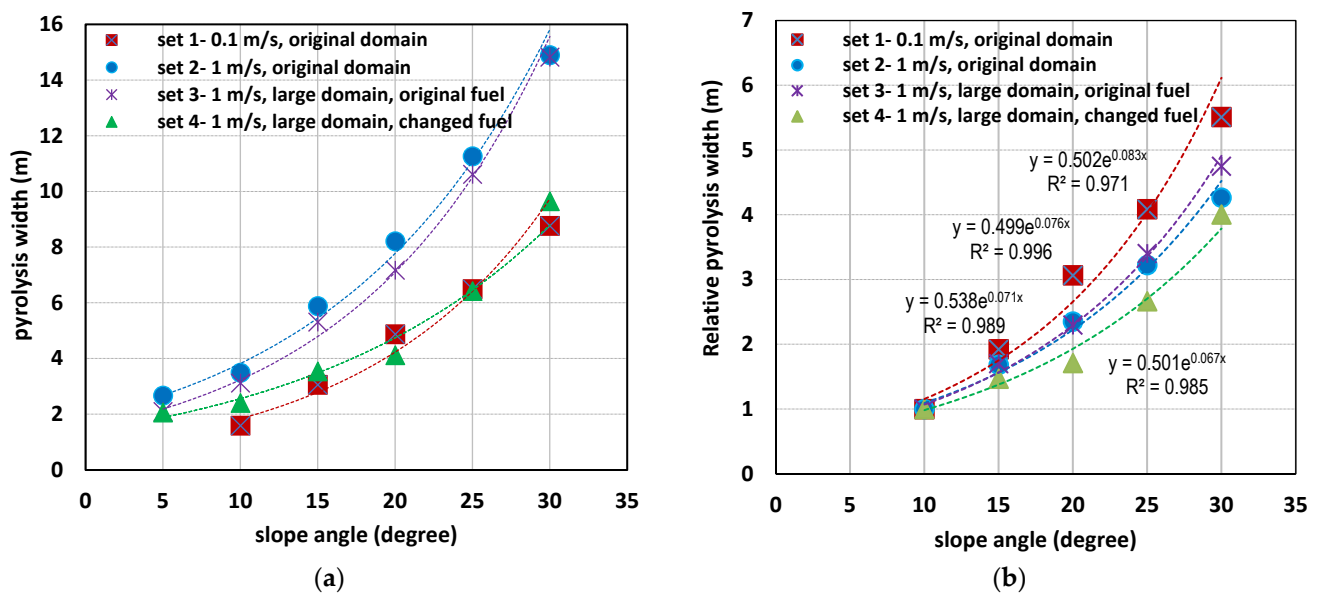 16
14
12
10
8
6
4
2
0
pyrolysis width (m)
set 1- 0.1 m/s, original domain
set 2- 1 m/s, original domain
set 3- 1 m/s, large domain, original fuel
set 4- 1 m/s, large domain, changed fuel
0 5 10 15 20 25 30 35
slope angle (degree)
(a)
7
6
5
4
3
2
1
0
Relative pyrolysis width (m)
set 1- 0.1 m/s, original domain
set 2- 1 m/s, original domain
set 3- 1 m/s, large domain, original fuel
set 4- 1 m/s, large domain, changed fuel
y = 0.502e^0.083x
R² = 0.971
y = 0.499e^0.076x
R² = 0.996
y = 0.538e^0.071x
R² = 0.989
y = 0.501e^0.067x
R² = 0.985
0 5 10 15 20 25 30 35
slope angle (degree)
(b)